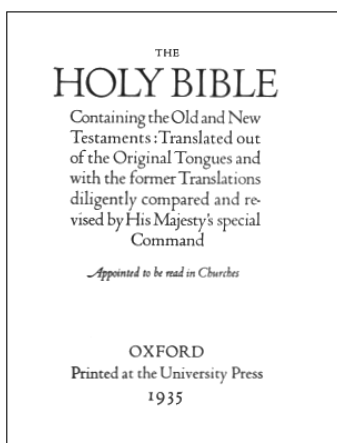 THE
HOLY BIBLE
Containing the Old and New
Testaments: Translated out
of the Original Tongues and
with the former Translations
diligently compared and re-
vised by His Majesty's special
Command
Appointed to be read in Churches
OXFORD
Printed at the University Press
1935